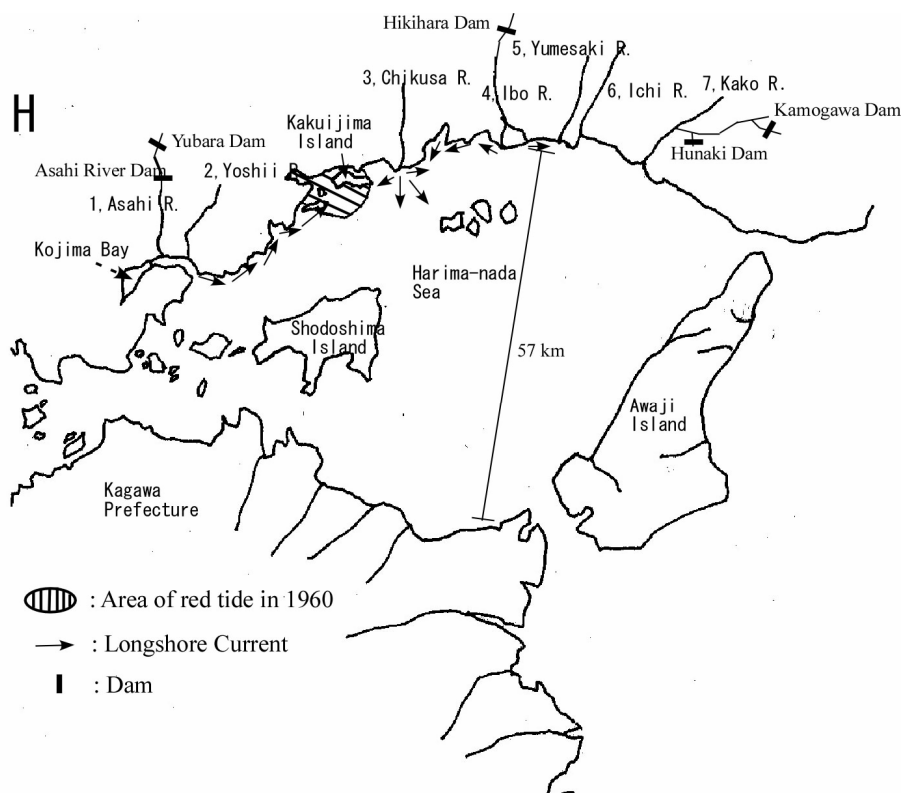 H
Hikihara Dam
5, Yumesaki R.
3, Chikusa R.
4, Ibo R.
6, Ichi R.
7, Kako R.
Kamogawa Dam
Hunaki Dam
Kakuijima
Island
Yubara Dam
Asahi River Dam
2, Yoshii R.
1, Asahi R.
Kojima Bay
Harima-nada
Sea
Shodoshima
Island
57 km
Awaji
Island
Kagawa
Prefecture
: Area of red tide in 1960
: Longshore Current
: Dam